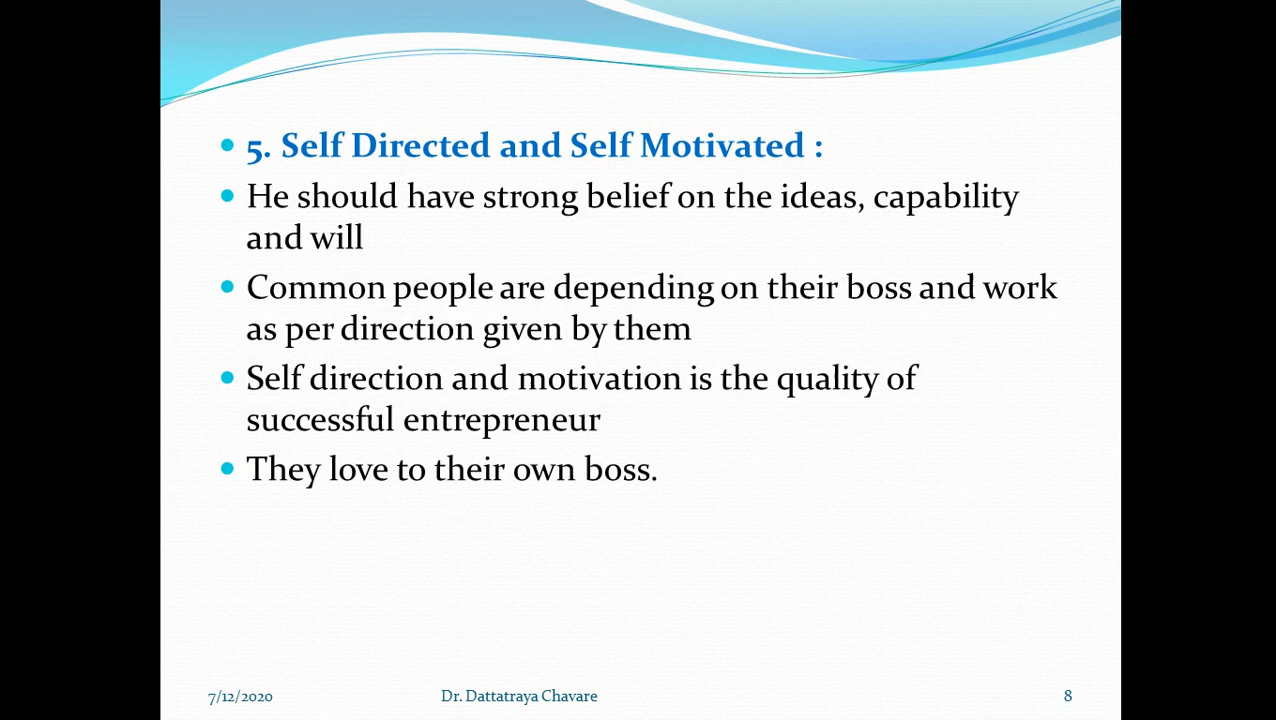 • 5. Self Directed and Self Motivated :
• He should have strong belief on the ideas, capability
and will
• Common people are depending on their boss and work
as per direction given by them
• Self direction and motivation is the quality of
successful entrepreneur
• They love to their own boss.
7/12/2020 Dr. Dattatraya Chavare 8